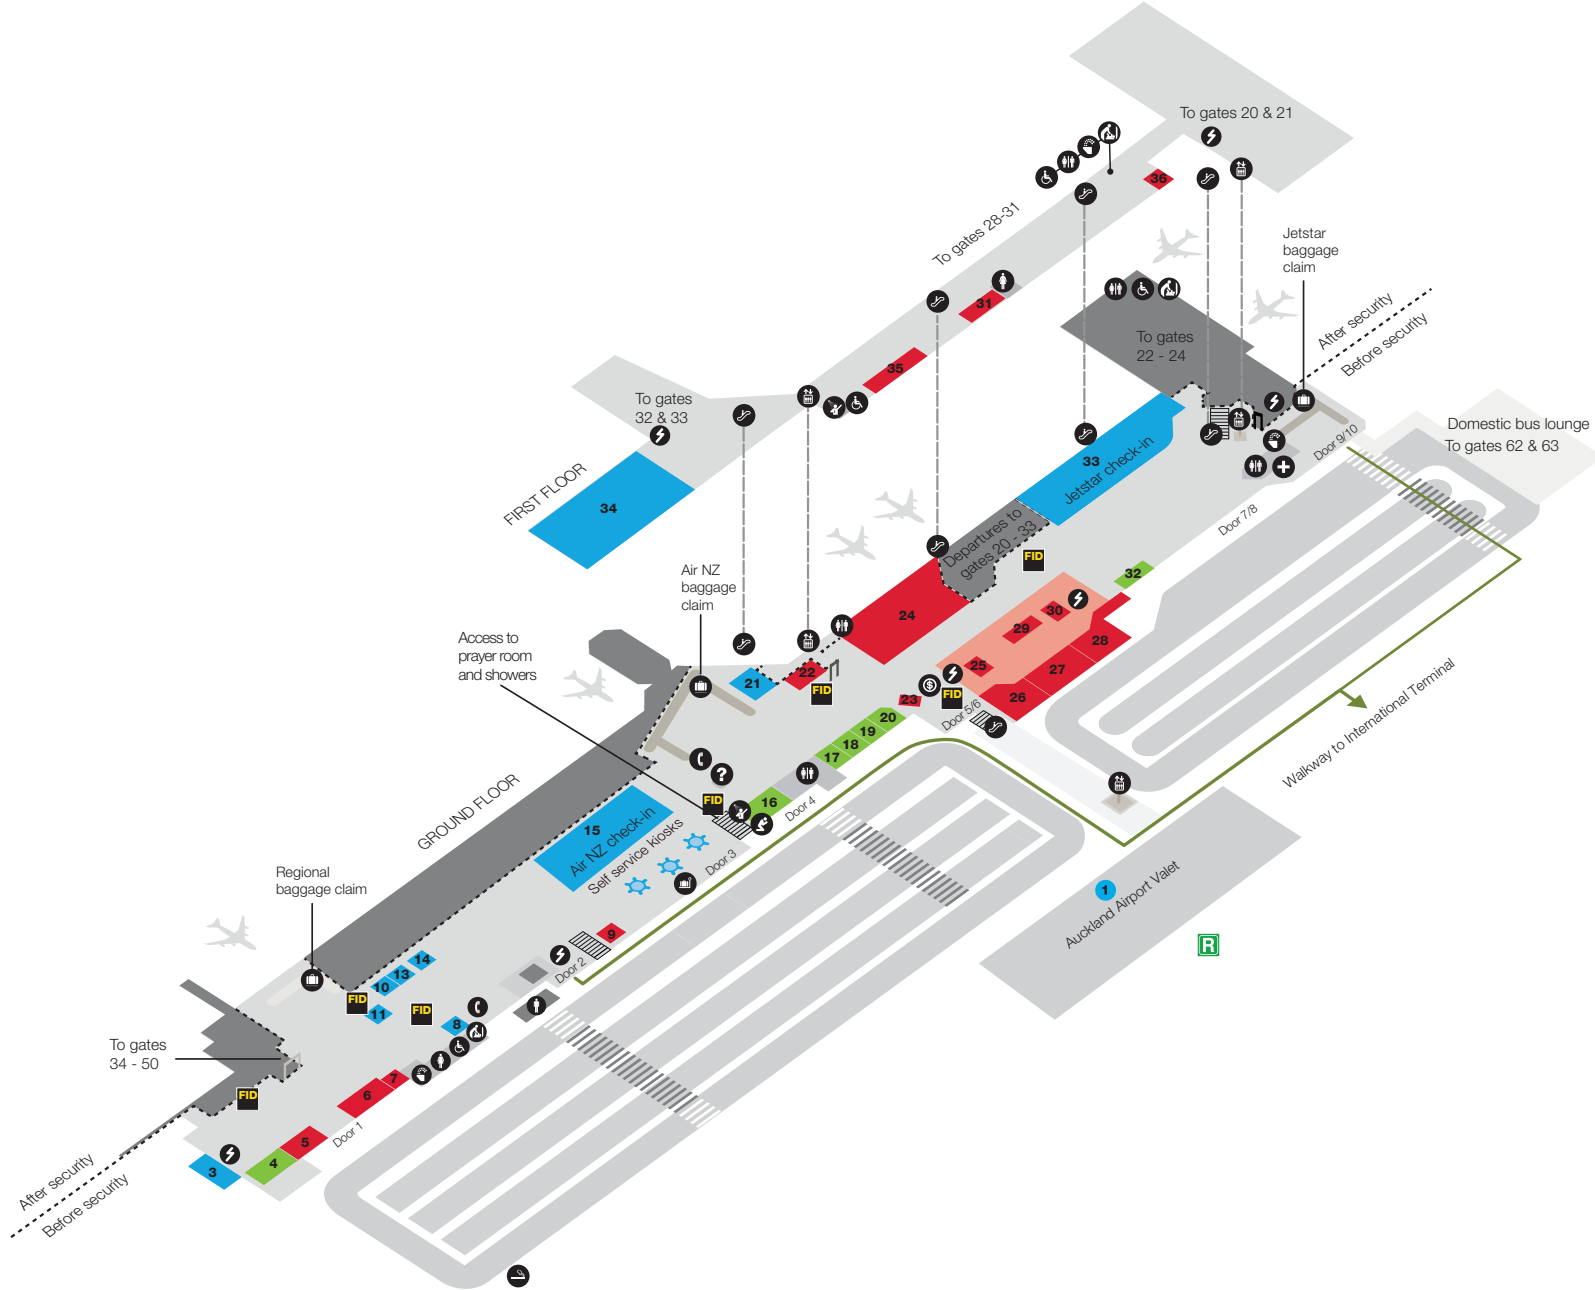 To gates 20 & 21
36
To gates 28-31
Jetstar
baggage
claim
After security
Before security
31
To gates
22 - 24
35
To gates
32 & 33
Domestic bus lounge
To gates 62 & 63
Door 9/10
33
Jetstar check-in
FIRST FLOOR
34
Door 7/8
Departures to
gates 20 - 33
FID
Air NZ
baggage
claim
32
30
24
29
28
Access to
prayer room
and showers
25
27
22
21
FID
FID
26
23
$
Door 5/6
20
19
18
17
Walkway to International Terminal
?
FID
16
Door 4
GROUND FLOOR
15
Air NZ check-in
Self service kiosks
Door 3
Regional
baggage claim
1
Auckland Airport Valet
R
9
Door 2
14
13
10
11
FID
FID
8
To gates
34 - 50
FID
7
6
Door 1
5
4
3
After security
Before security